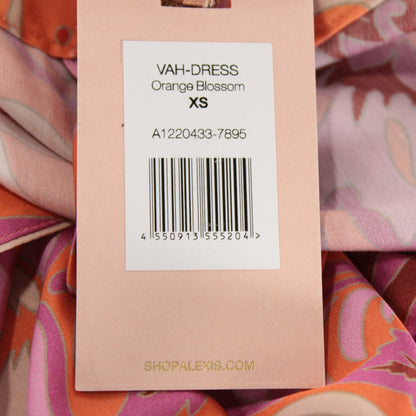 VAH-DRESS
Orange Blossom
XS
A1220433-7895
4 550913 555204 >
SHOPALEXIS.COM